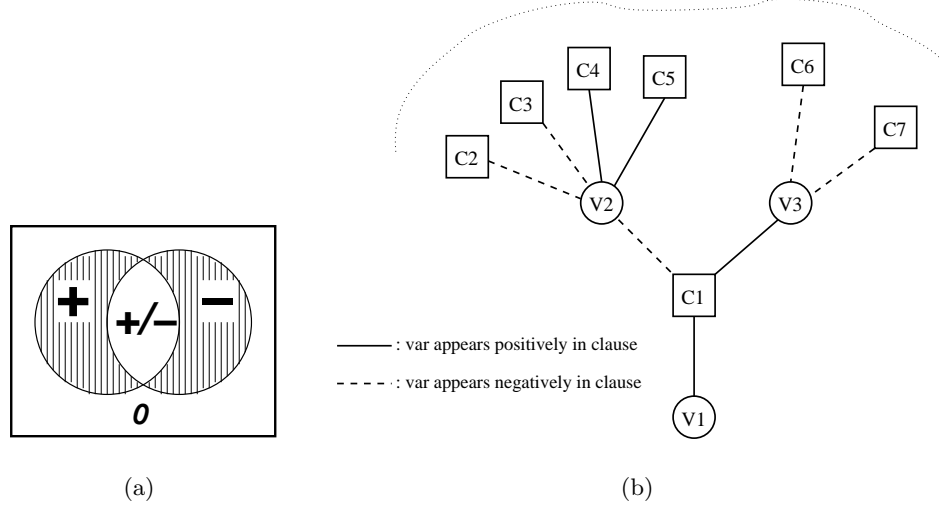 C4
C5
C6
C3
C7
C2
V2
V3
+
−
+/−
C1
: var appears positively in clause
: var appears negatively in clause
0
V1
(a)
(b)